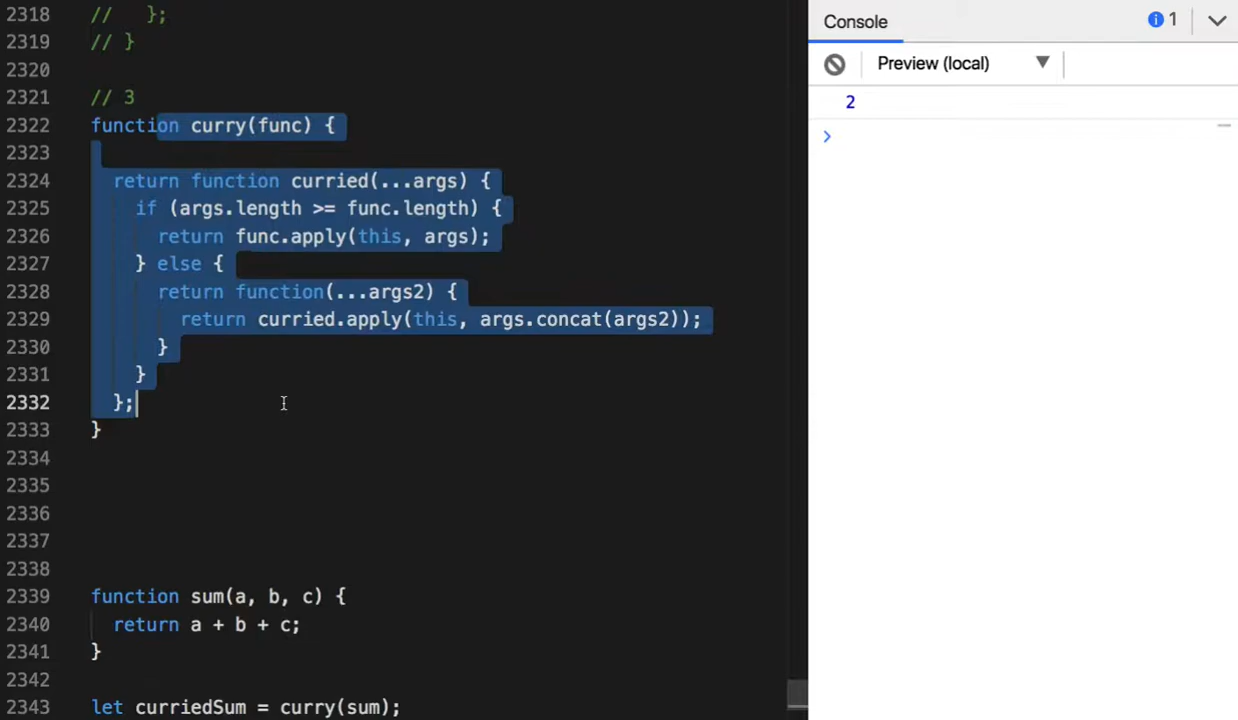 2318 //   };
2319 // }
2320
2321 // 3
2322 function curry(func) {
2323
2324   return function curried(...args) {
2325     if (args.length >= func.length) {
2326       return func.apply(this, args);
2327     } else {
2328       return function(...args2) {
2329         return curried.apply(this, args.concat(args2));
2330       }
2331     }
2332   };
2333 }
2334
2335
2336
2337
2338
2339 function sum(a, b, c) {
2340   return a + b + c;
2341 }
2342
2343 let curriedSum = curry(sum);
Console
1
Preview (local)
2